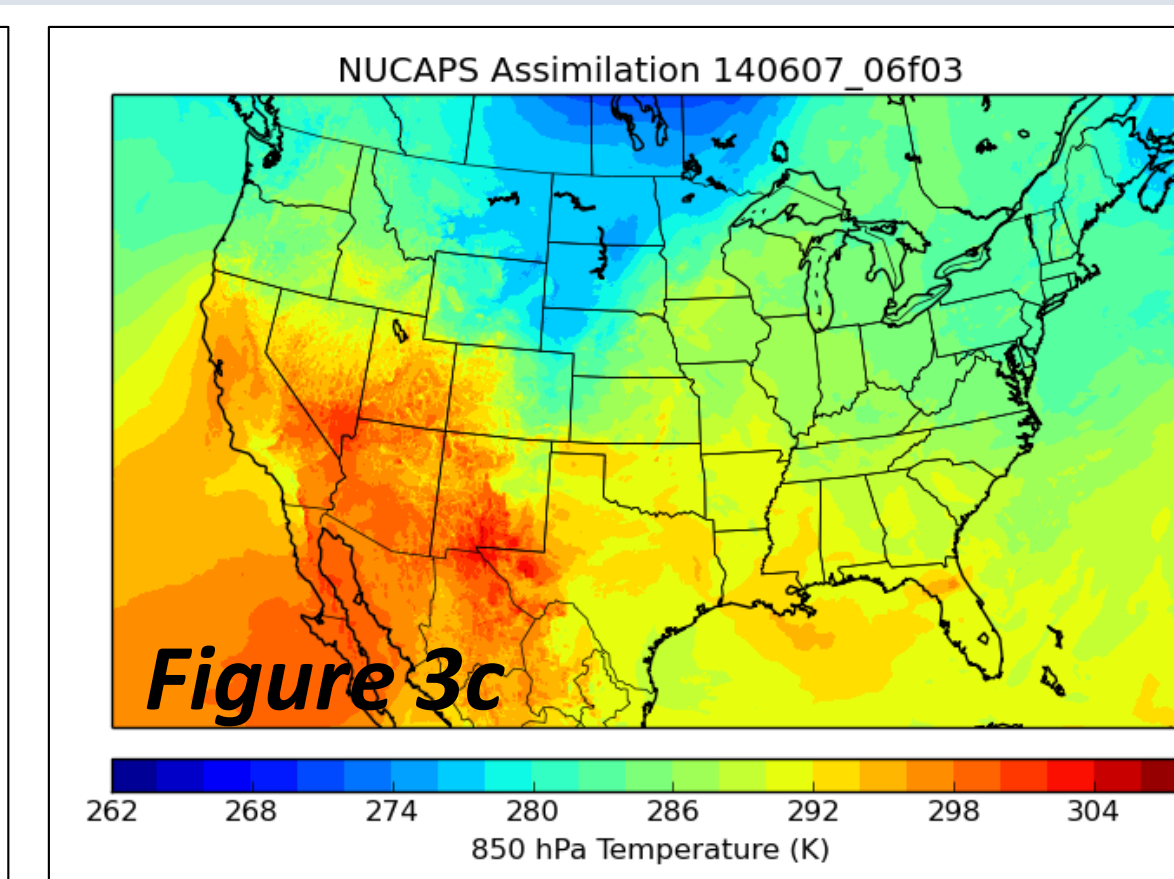 NUCAPS Assimilation 140607_06f03
Figure 3c
262 268 274 280 286 292 298 304
850 hPa Temperature (K)